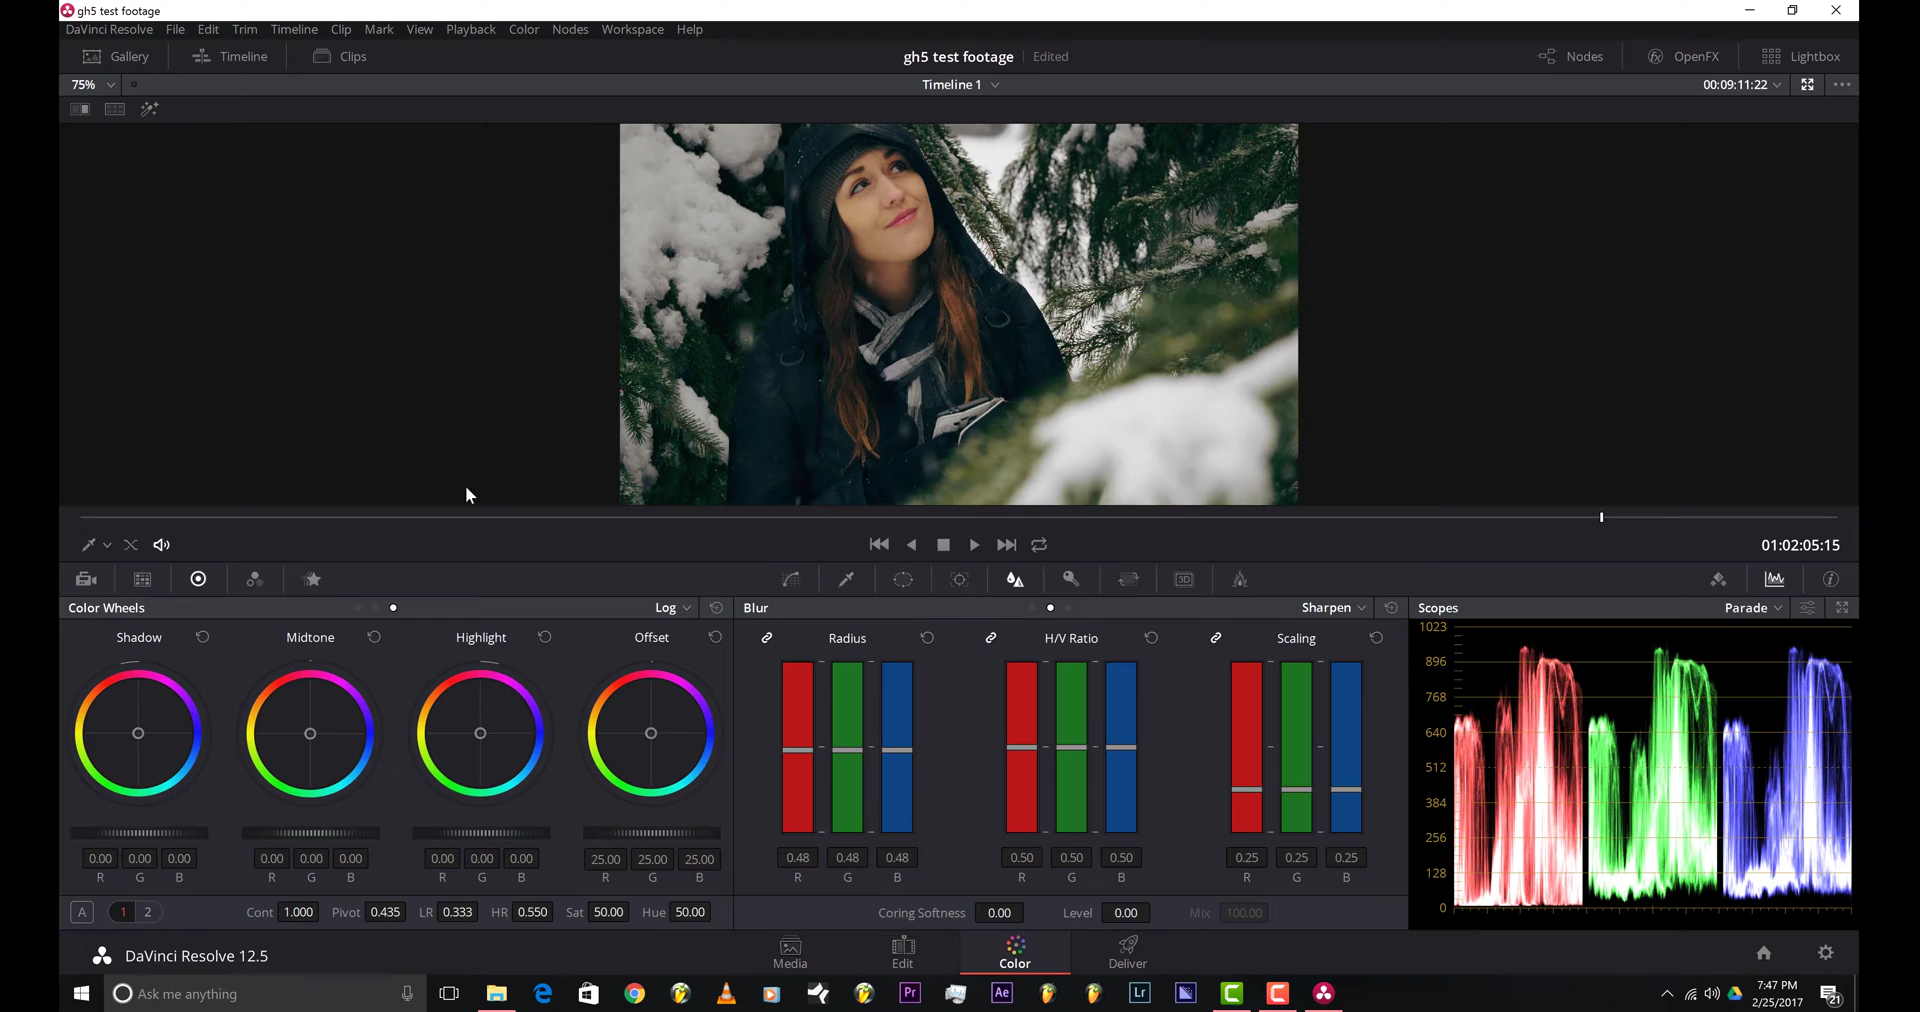 gh5 test footage
DaVinci Resolve File Edit Trim Timeline Clip Mark View Playback Color Nodes Workspace Help
Gallery Timeline Clips gh5 test footage Edited Nodes OpenFX Lightbox
75% Timeline 1 00:09:11:22
01:02:05:15
3D
Color Wheels Log Blur Sharpen Scopes Parade
Shadow Midtone Highlight Offset Radius H/V Ratio Scaling
1023
896
768
640
512
384
256
128
0
0.00 0.00 0.00 0.00 0.00 0.00 0.00 0.00 0.00 25.00 25.00 25.00 0.48 0.48 0.48 0.50 0.50 0.50 0.25 0.25 0.25
R G B R G B R G B R G B R G B R G B R G B
A 1 2 Cont 1.000 Pivot 0.435 LR 0.333 HR 0.550 Sat 50.00 Hue 50.00 Coring Softness 0.00 Level 0.00 Mix 100.00
DaVinci Resolve 12.5 Media Edit Color Deliver
Ask me anything Pr Ae Lr 7:47 PM
2/25/2017 21